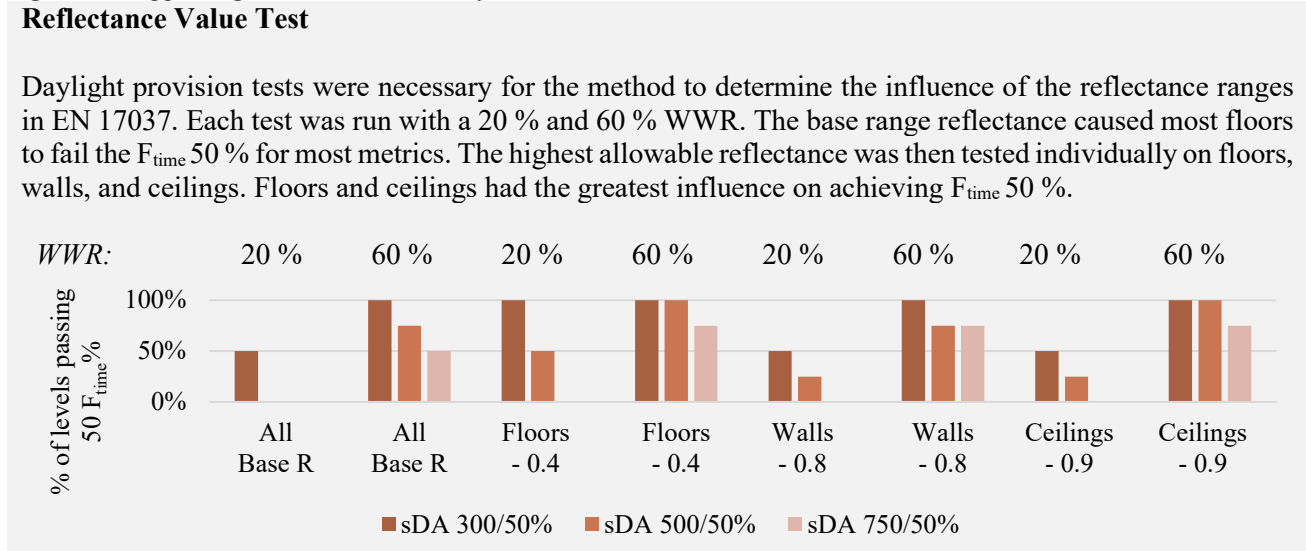 Reflectance Value Test
Daylight provision tests were necessary for the method to determine the influence of the reflectance ranges
in EN 17037. Each test was run with a 20 % and 60 % WWR. The base range reflectance caused most floors
to fail the Ftime 50 % for most metrics. The highest allowable reflectance was then tested individually on floors,
walls, and ceilings. Floors and ceilings had the greatest influence on achieving Ftime 50 %.
WWR: 20 % 60 % 20 % 60 % 20 % 60 % 20 % 60 %
% of levels passing
50 Ftime%
100%
50%
0%
All All Floors Floors Walls Walls Ceilings Ceilings
Base R Base R - 0.4 - 0.4 - 0.8 - 0.8 - 0.9 - 0.9
sDA 300/50% sDA 500/50% sDA 750/50%